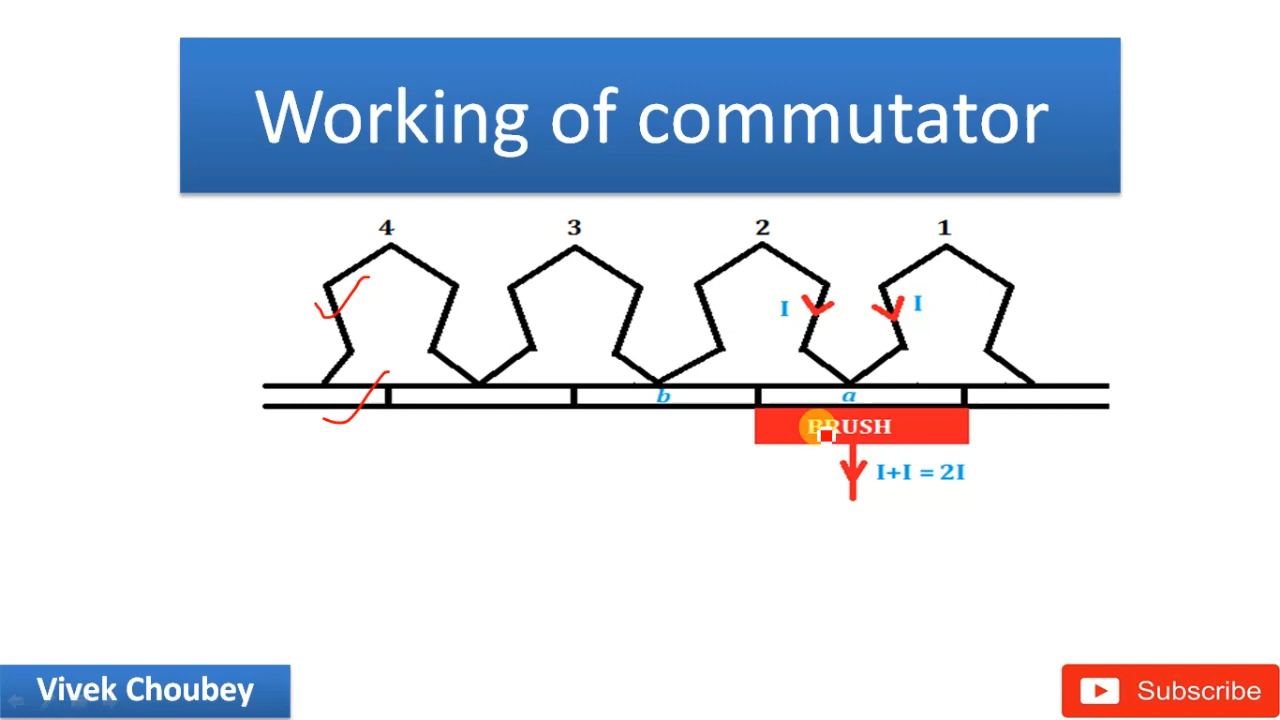 Working of commutator
4 3 2 1
I I
b a
BRUSH
I+I = 2I
Vivek Choubey
Subscribe